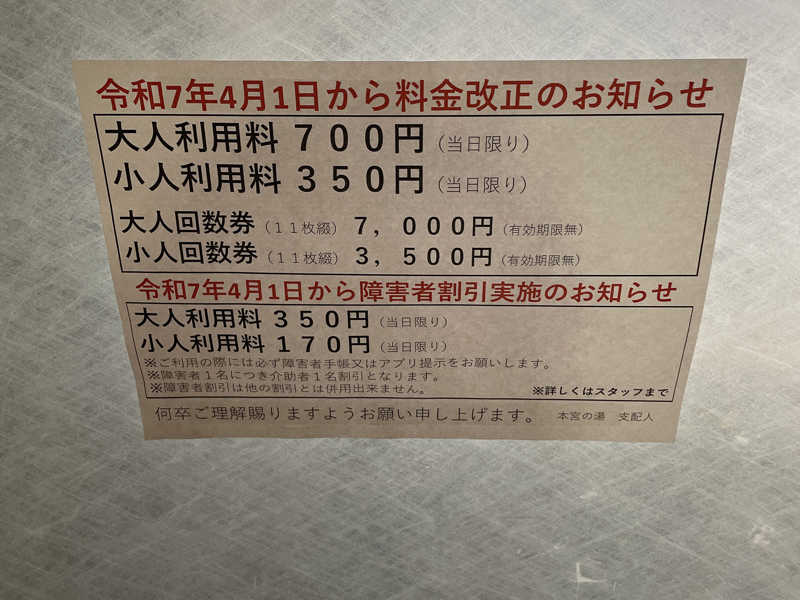 令和7年4月1日から料金改正のお知らせ
大人利用料 ７００円（当日限り）
小人利用料 ３５０円（当日限り）
大人回数券（１１枚綴） ７，０００円（有効期限無）
小人回数券（１１枚綴） ３，５００円（有効期限無）
令和7年4月1日から障害者割引実施のお知らせ
大人利用料 ３５０円（当日限り）
小人利用料 １７０円（当日限り）
※ご利用の際には必ず障害者手帳又はアプリ提示をお願いします。
※障害者１名につき介助者１名割引となります。
※障害者割引は他の割引とは併用出来ません。 ※詳しくはスタッフまで
何卒ご理解賜りますようお願い申し上げます。 本宮の湯 支配人